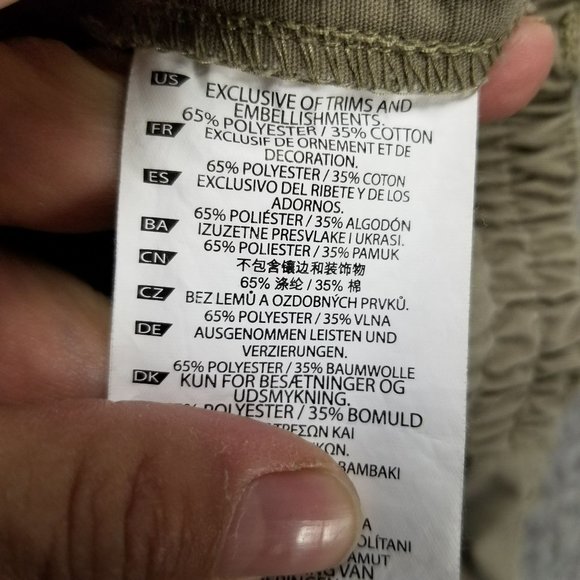 US
EXCLUSIVE OF TRIMS AND
EMBELLISHMENTS.
65% POLYESTER / 35% COTTON
FR
EXCLUSIF DE ORNEMENT ET DE
DECORATION.
65% POLYESTER / 35% COTON
ES
EXCLUSIVO DEL RIBETE Y DE LOS
ADORNOS.
65% POLIÉSTER / 35% ALGODÓN
BA
IZUZETNE PRESVLAKE I UKRASI.
65% POLIESTER / 35% PAMUK
CN
不包含镶边和装饰物
65% 涤纶 / 35% 棉
CZ
BEZ LEMŮ A OZDOBNÝCH PRVKŮ.
65% POLYESTER / 35% VLNA
DE
AUSGENOMMEN LEISTEN UND
VERZIERUNGEN.
65% POLYESTER / 35% BAUMWOLLE
DK
KUN FOR BESÆTNINGER OG
UDSMYKNING.
POLYESTER / 35% BOMULD
ΚΑΙ
BAMBAKI
VAN